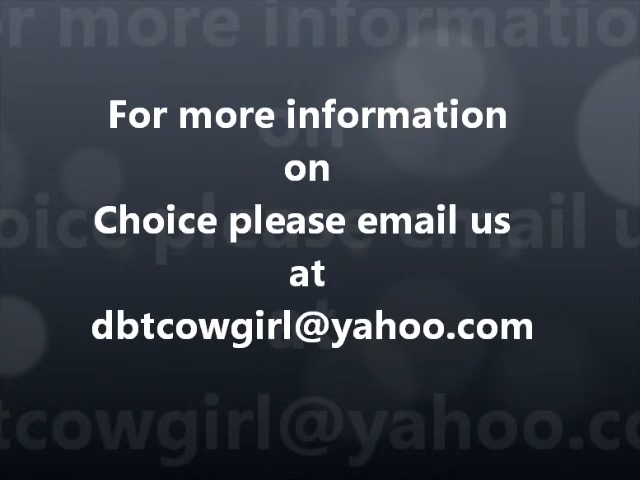 For more information
on
Choice please email us
at
dbtcowgirl@yahoo.com